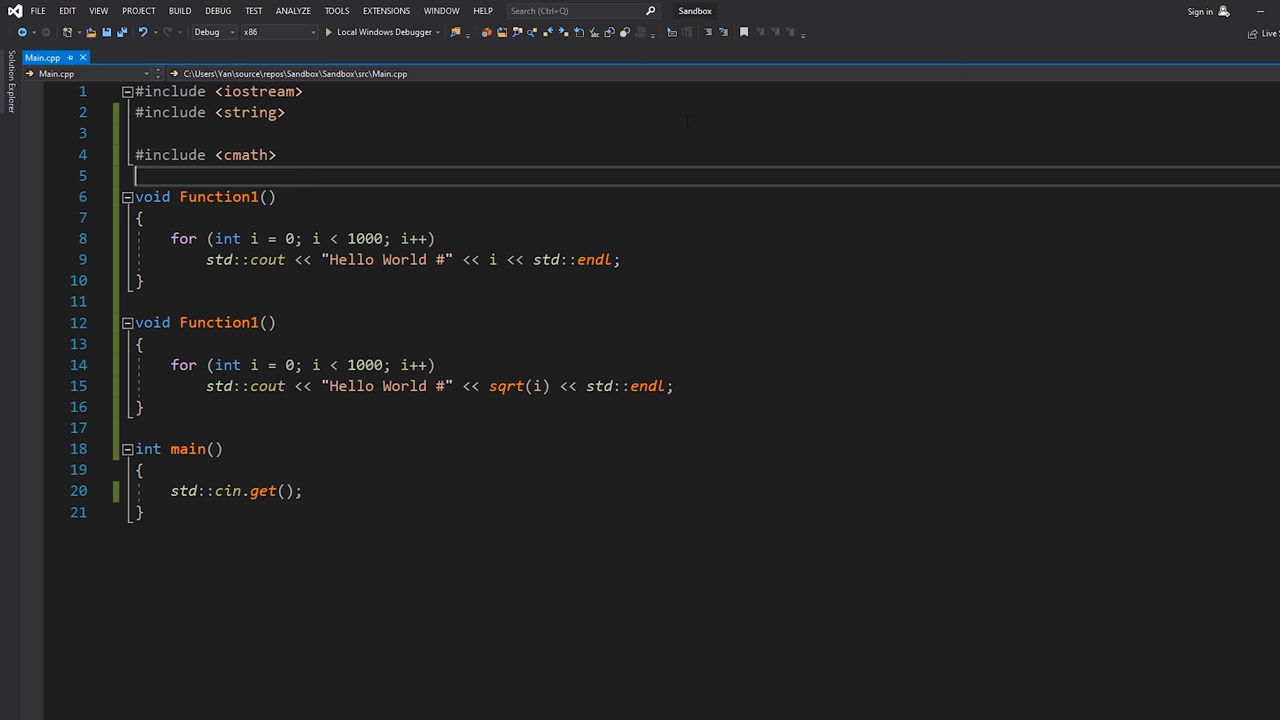 FILE EDIT VIEW PROJECT BUILD DEBUG TEST ANALYZE TOOLS EXTENSIONS WINDOW HELP Search (Ctrl+Q) Sandbox Sign in
Debug x86 Local Windows Debugger Live
Solution Explorer
Main.cpp
Main.cpp C:\Users\Yan\source\repos\Sandbox\Sandbox\src\Main.cpp
1 #include <iostream>
2 #include <string>
3
4 #include <cmath>
5
6 void Function1()
7 {
8 for (int i = 0; i < 1000; i++)
9 std::cout << "Hello World #" << i << std::endl;
10 }
11
12 void Function1()
13 {
14 for (int i = 0; i < 1000; i++)
15 std::cout << "Hello World #" << sqrt(i) << std::endl;
16 }
17
18 int main()
19 {
20 std::cin.get();
21 }